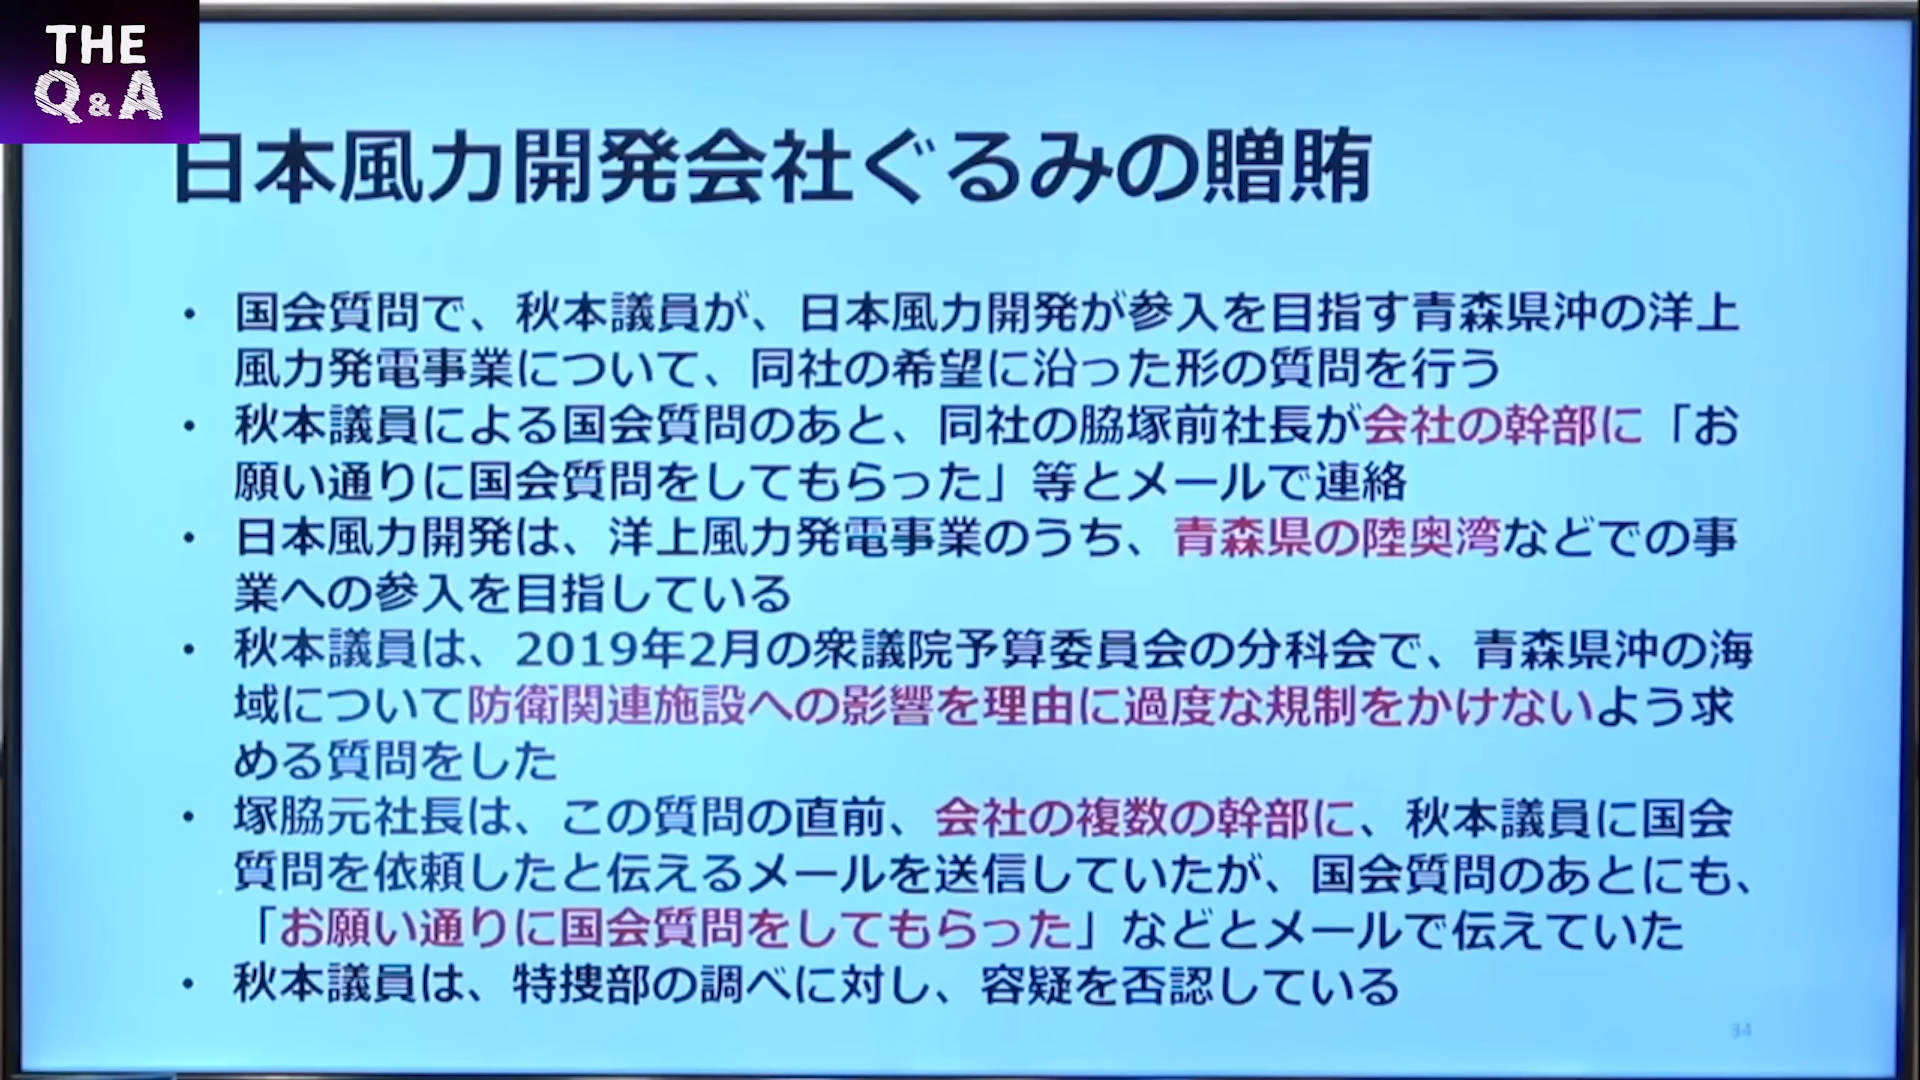 THE
Q&A
日本風力開発会社ぐるみの贈賄
・ 国会質問で、秋本議員が、日本風力開発が参入を目指す青森県沖の洋上
風力発電事業について、同社の希望に沿った形の質問を行う
・ 秋本議員による国会質問のあと、同社の脇塚前社長が会社の幹部に「お
願い通りに国会質問をしてもらった」等とメールで連絡
・ 日本風力開発は、洋上風力発電事業のうち、青森県の陸奥湾などでの事
業への参入を目指している
・ 秋本議員は、2019年2月の衆議院予算委員会の分科会で、青森県沖の海
域について防衛関連施設への影響を理由に過度な規制をかけないよう求
める質問をした
・ 塚脇元社長は、この質問の直前、会社の複数の幹部に、秋本議員に国会
質問を依頼したと伝えるメールを送信していたが、国会質問のあとにも、
「お願い通りに国会質問をしてもらった」などとメールで伝えていた
・ 秋本議員は、特捜部の調べに対し、容疑を否認している
34